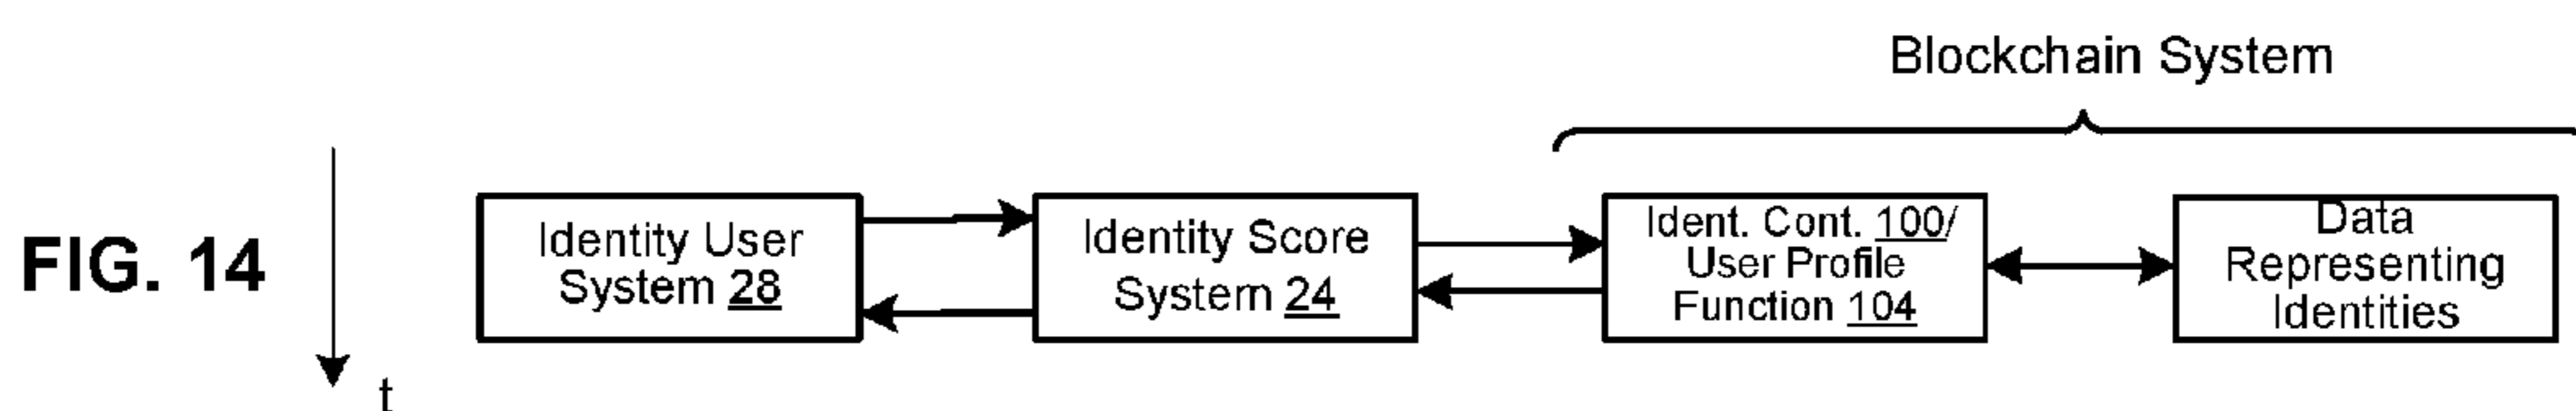 Blockchain System
FIG. 14
t
Identity User
System 28
Identity Score
System 24
Ident. Cont. 100/
User Profile
Function 104
Data
Representing
Identities